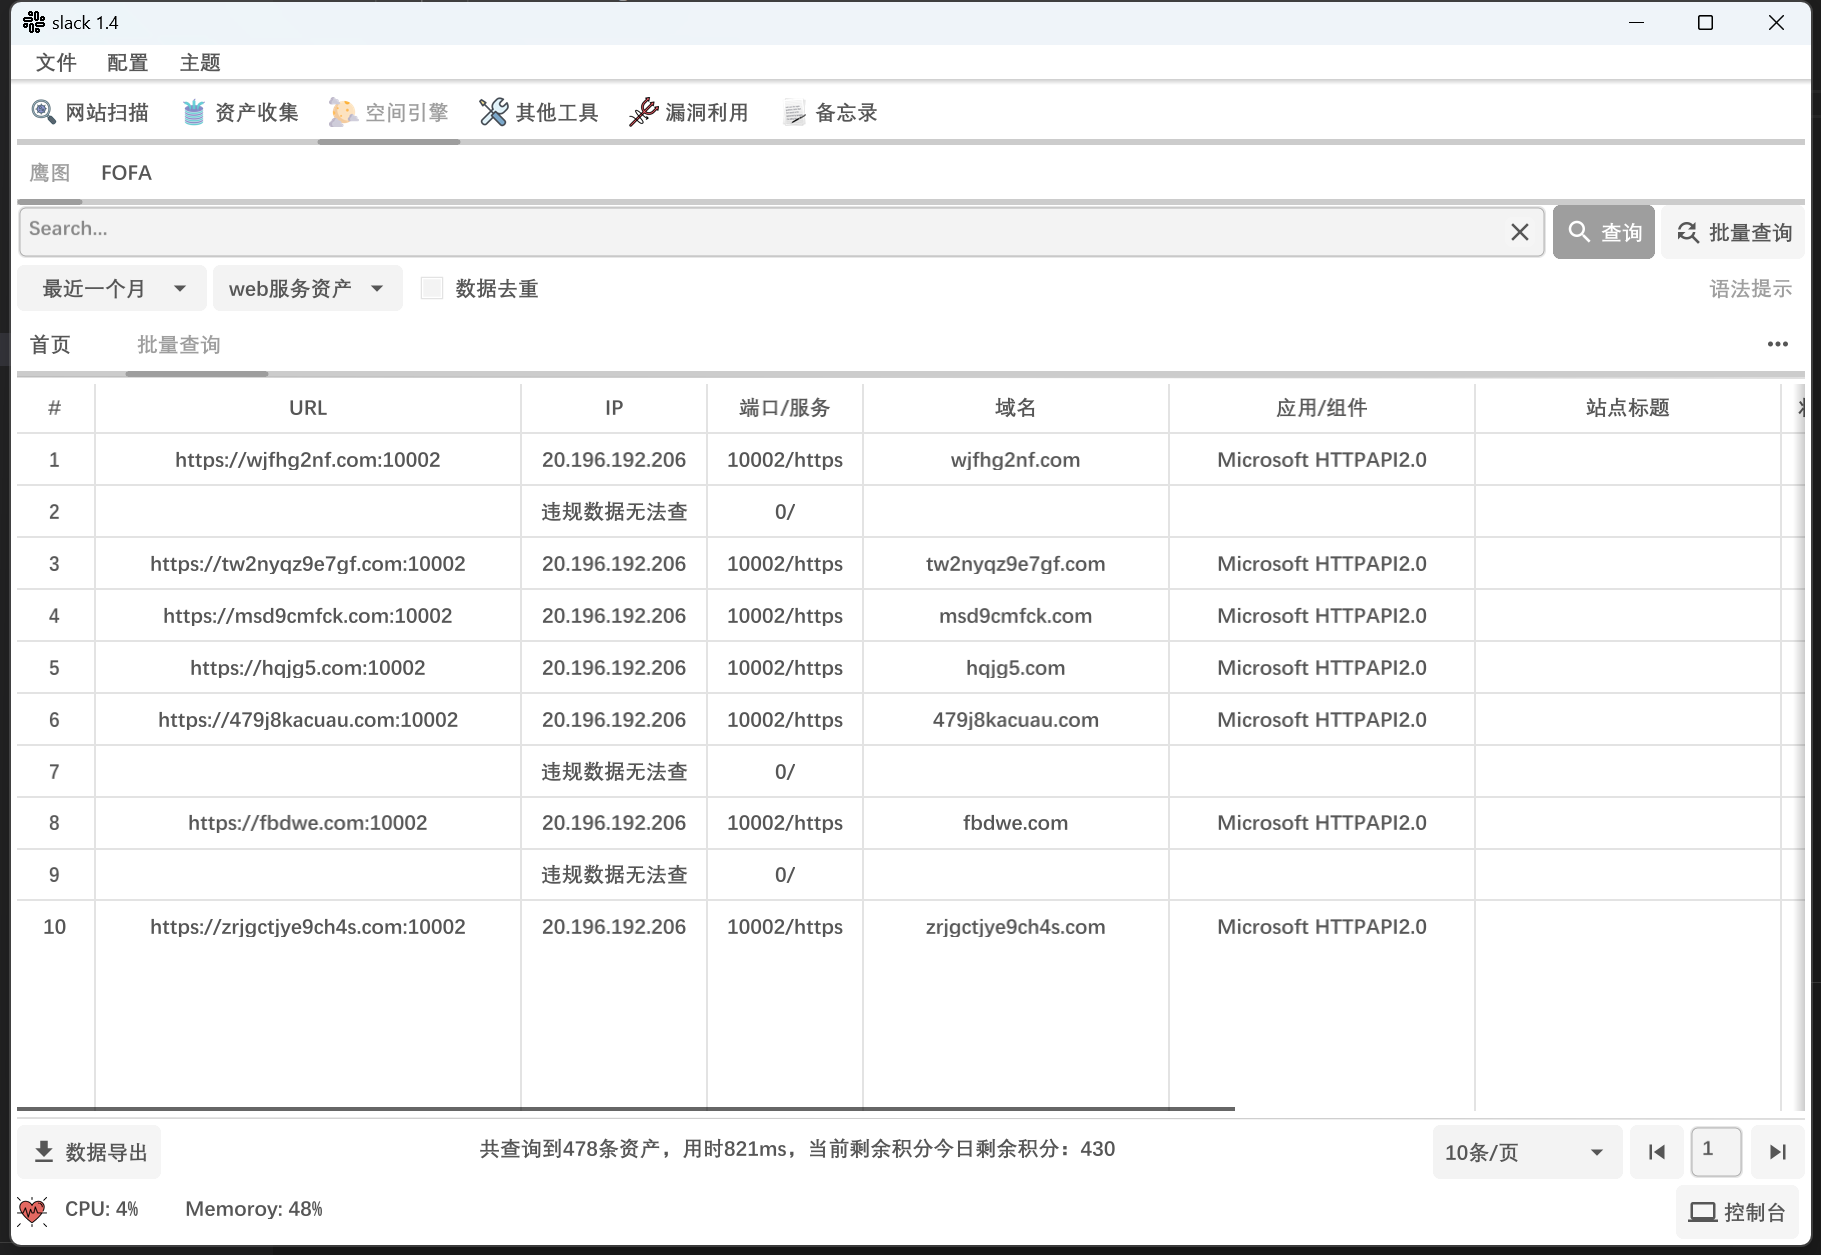 slack 1.4
文件 配置 主题
网站扫描 资产收集 空间引擎 其他工具 漏洞利用 备忘录
鹰图 FOFA
Search... 查询 批量查询
最近一个月 web服务资产 数据去重 语法提示
首页 批量查询
# URL IP 端口/服务 域名 应用/组件 站点标题
1 https://wjfhg2nf.com:10002 20.196.192.206 10002/https wjfhg2nf.com Microsoft HTTPAPI2.0
2 违规数据无法查 0/
3 https://tw2nyqz9e7gf.com:10002 20.196.192.206 10002/https tw2nyqz9e7gf.com Microsoft HTTPAPI2.0
4 https://msd9cmfck.com:10002 20.196.192.206 10002/https msd9cmfck.com Microsoft HTTPAPI2.0
5 https://hqjg5.com:10002 20.196.192.206 10002/https hqjg5.com Microsoft HTTPAPI2.0
6 https://479j8kacuau.com:10002 20.196.192.206 10002/https 479j8kacuau.com Microsoft HTTPAPI2.0
7 违规数据无法查 0/
8 https://fbdwe.com:10002 20.196.192.206 10002/https fbdwe.com Microsoft HTTPAPI2.0
9 违规数据无法查 0/
10 https://zrjgctjye9ch4s.com:10002 20.196.192.206 10002/https zrjgctjye9ch4s.com Microsoft HTTPAPI2.0
数据导出 共查询到478条资产，用时821ms，当前剩余积分今日剩余积分：430 10条/页 1
CPU: 4% Memoroy: 48% 控制台